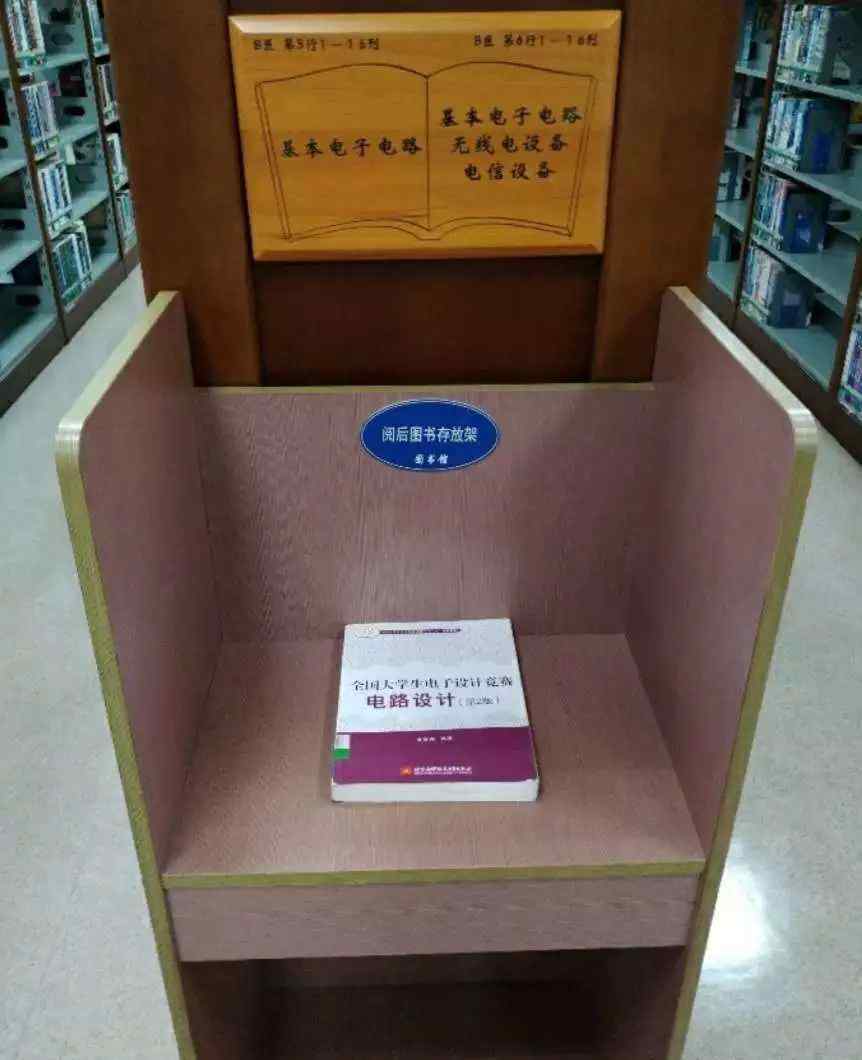 B区 第5行1—16列
B区 第6行1—16列
基本电子电路
基本电子电路
无线电设备
电信设备
阅后图书存放架
图书馆
全国大学生电子设计竞赛
电路设计（第2版）